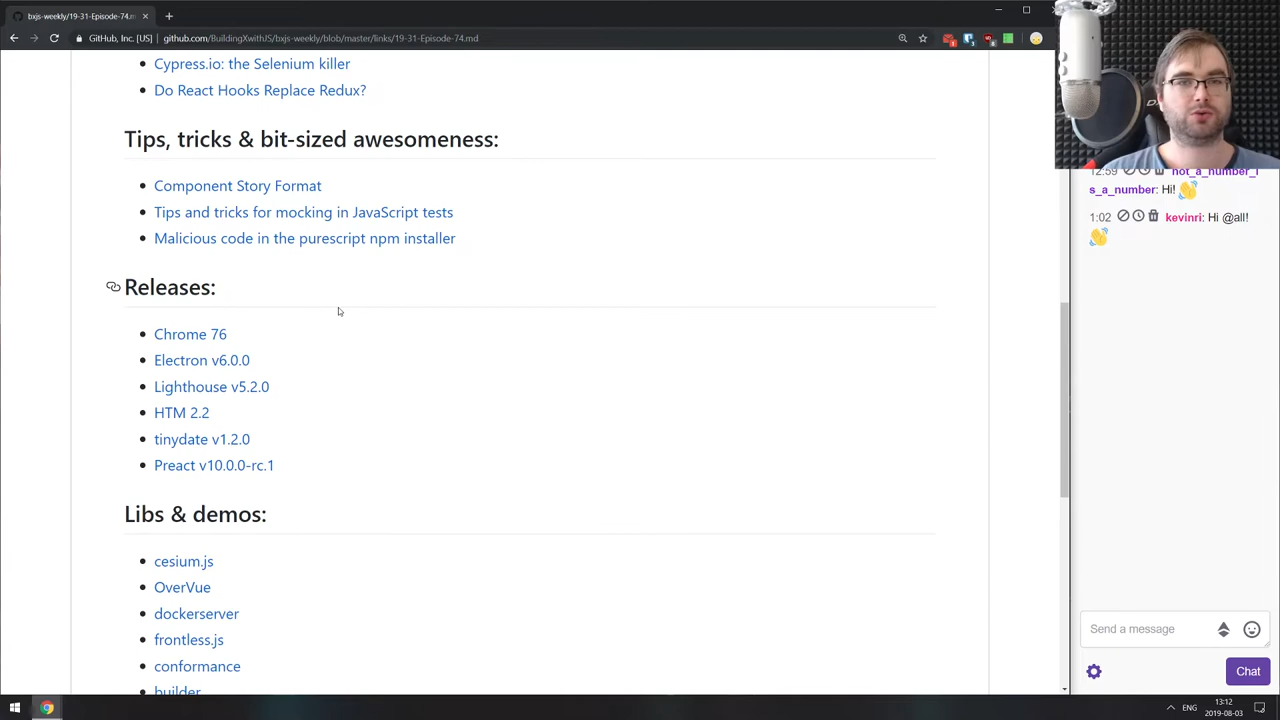 bxjs-weekly/19-31-Episode-74.md
GitHub, Inc. [US] | github.com/BuildingXwithJS/bxjs-weekly/blob/master/links/19-31-Episode-74.md
Cypress.io: the Selenium killer
Do React Hooks Replace Redux?
Tips, tricks & bit-sized awesomeness:
Component Story Format
Tips and tricks for mocking in JavaScript tests
Malicious code in the purescript npm installer
Releases:
Chrome 76
Electron v6.0.0
Lighthouse v5.2.0
HTM 2.2
tinydate v1.2.0
Preact v10.0.0-rc.1
Libs & demos:
cesium.js
OverVue
dockerserver
frontless.js
conformance
builder
12:59 not_a_number_i
s_a_number: Hi!
1:02 kevinri: Hi @all!
Send a message
Chat
ENG
13:12
2019-08-03